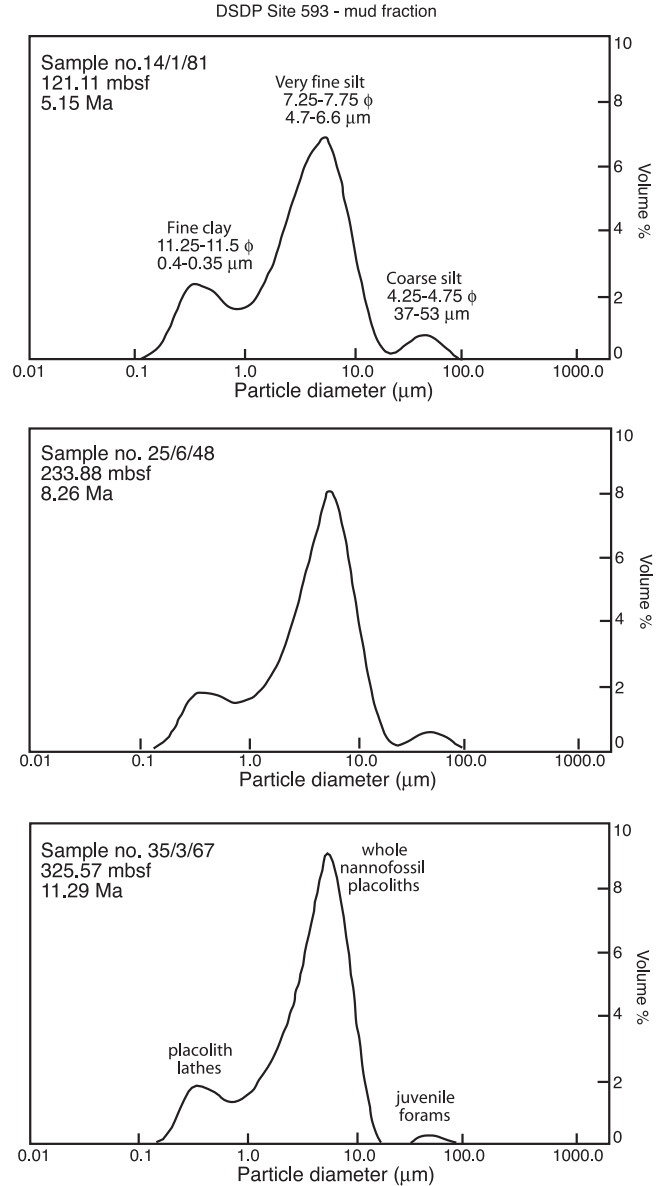 DSDP Site 593 - mud fraction
Sample no.14/1/81
121.11 mbsf
5.15 Ma
Very fine silt
7.25-7.75 ϕ
4.7-6.6 μm
Fine clay
11.25-11.5 ϕ
0.4-0.35 μm
Coarse silt
4.25-4.75 ϕ
37-53 μm
10
8
6
4
2
0
Volume %
0.01
0.1
1.0
10.0
100.0
1000.0
Particle diameter (μm)
Sample no. 25/6/48
233.88 mbsf
8.26 Ma
10
8
6
4
2
0
Volume %
0.01
0.1
1.0
10.0
100.0
1000.0
Particle diameter (μm)
Sample no. 35/3/67
325.57 mbsf
11.29 Ma
whole
nannofossil
placoliths
placolith
lathes
juvenile
forams
10
8
6
4
2
0
Volume %
0.01
0.1
1.0
10.0
100.0
1000.0
Particle diameter (μm)